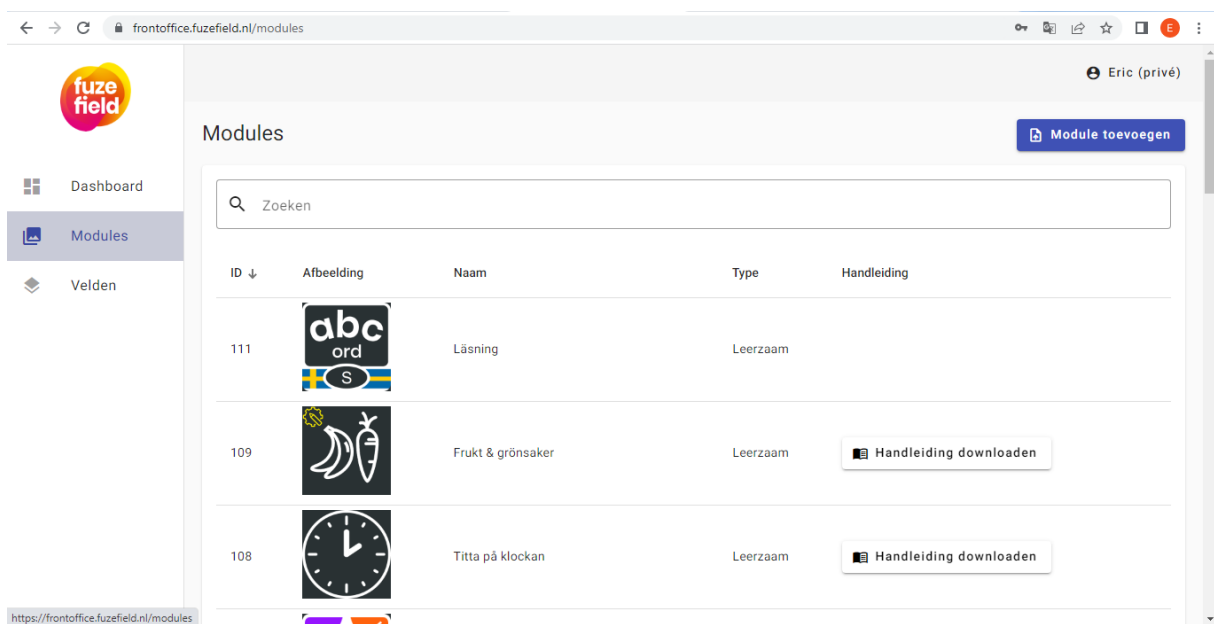 frontoffice.fuzefield.nl/modules
E
fuze
field
Eric (privé)
Modules
Module toevoegen
Dashboard
Modules
Velden
Zoeken
ID Afbeelding Naam Type Handleiding
abc
ord
S
111 Läsning Leerzaam
109 Frukt & grönsaker Leerzaam Handleiding downloaden
108 Titta på klockan Leerzaam Handleiding downloaden
https://frontoffice.fuzefield.nl/modules